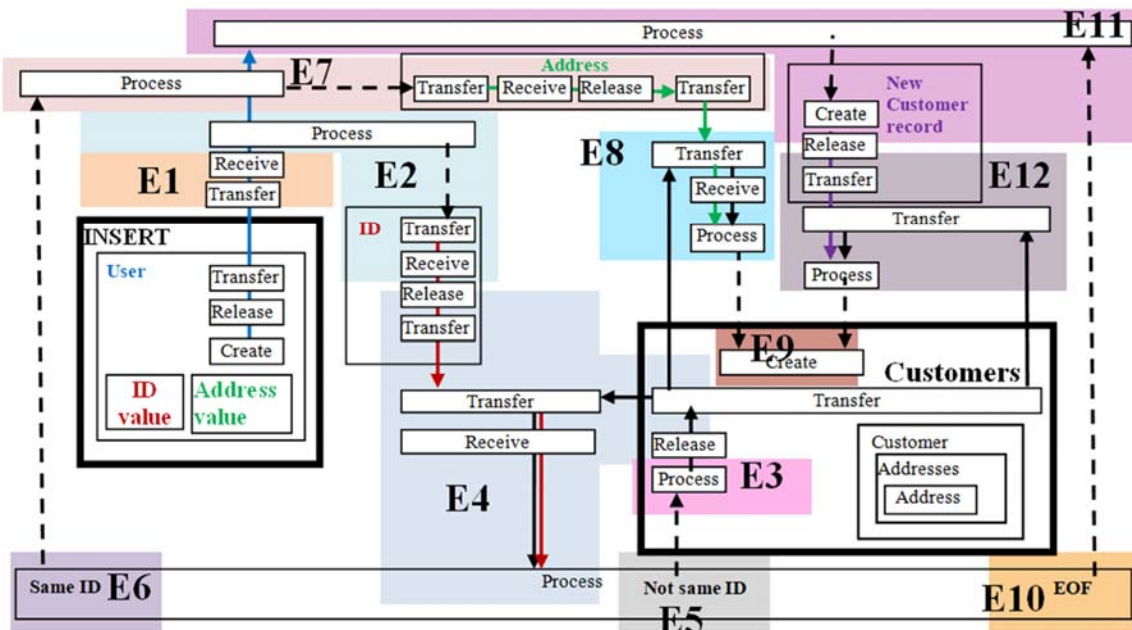 Process
E11
Process
E7
Address
Transfer
Receive
Release
Transfer
New
Customer
record
Create
Release
Transfer
Process
E2
E1
Receive
Transfer
E8
Transfer
Receive
Process
E12
Transfer
Process
INSERT
User
Transfer
Release
Create
ID
value
Address
value
ID
Transfer
Receive
Release
Transfer
E9
Create
Customers
Transfer
Transfer
Receive
Release
Process
E3
Customer
Addresses
Address
E4
Same ID
E6
Process
Not same ID
E5
E10
EOF